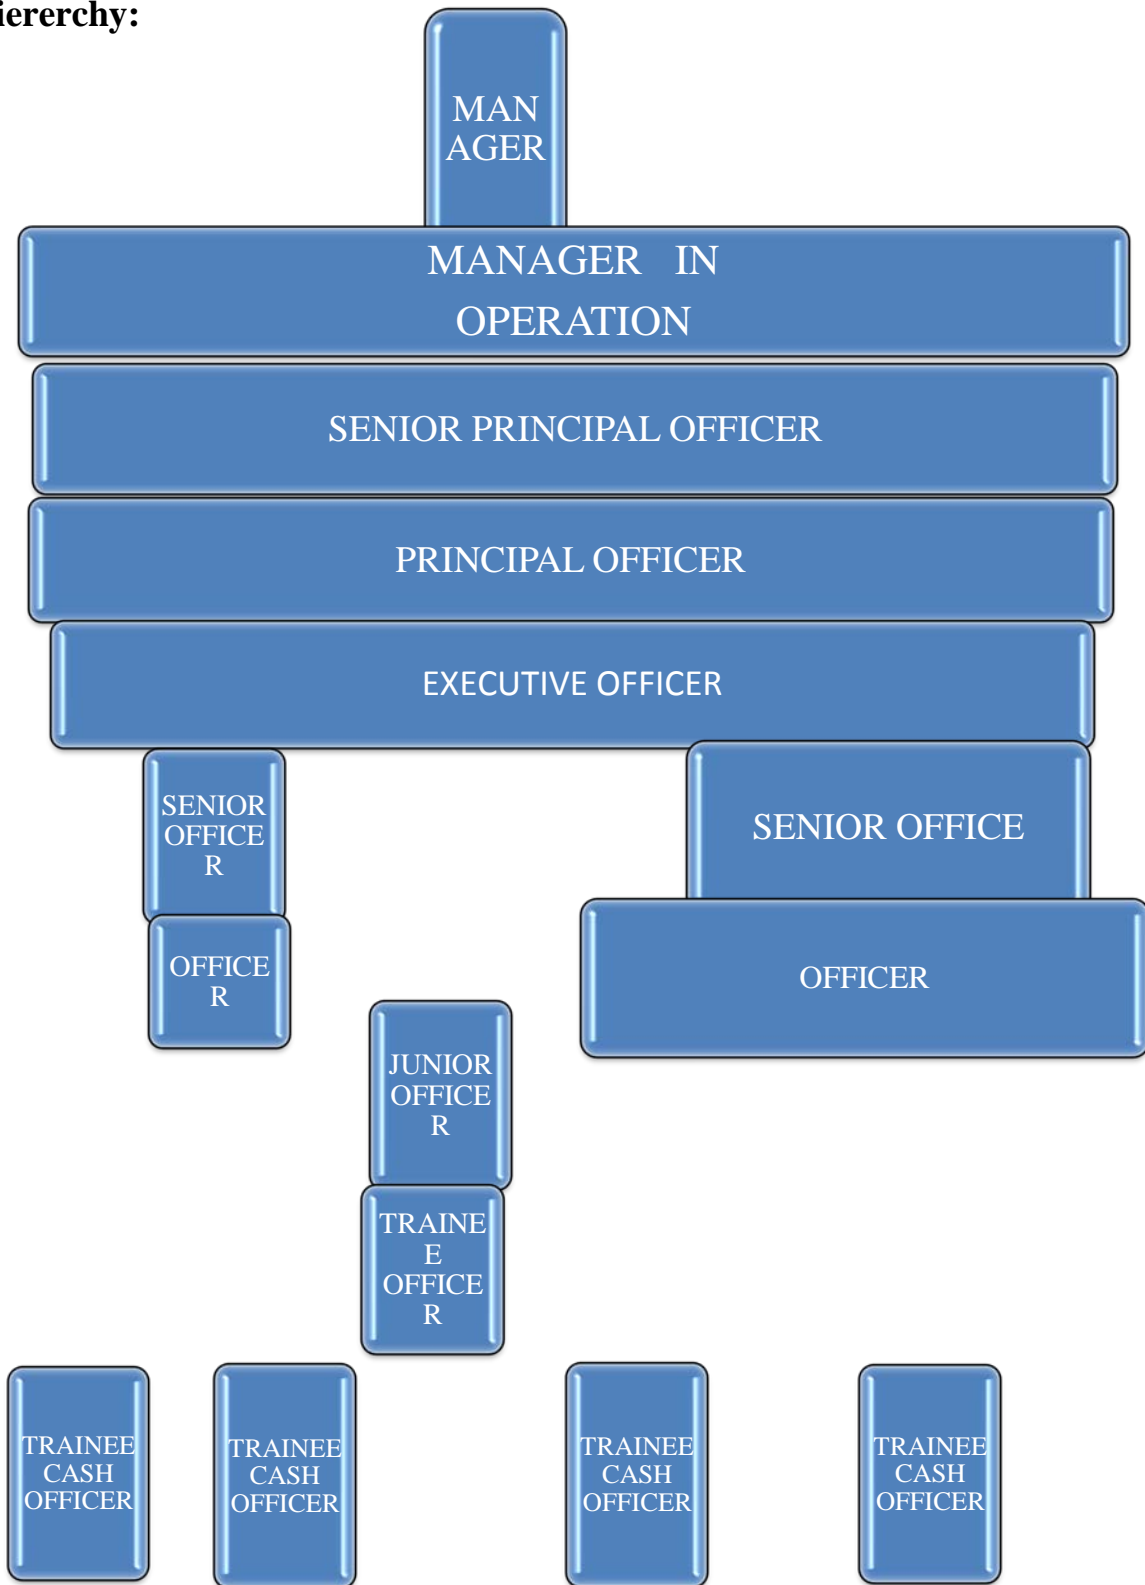 iererchy:
MAN
AGER
MANAGER IN
OPERATION
SENIOR PRINCIPAL OFFICER
PRINCIPAL OFFICER
EXECUTIVE OFFICER
SENIOR
OFFICE
R
SENIOR OFFICE
OFFICE
R
OFFICER
JUNIOR
OFFICE
R
TRAINE
E
OFFICE
R
TRAINEE
CASH
OFFICER
TRAINEE
CASH
OFFICER
TRAINEE
CASH
OFFICER
TRAINEE
CASH
OFFICER